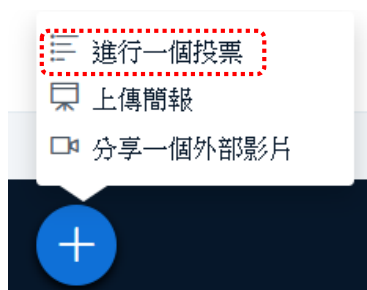 進行一個投票
上傳簡報
分享一個外部影片